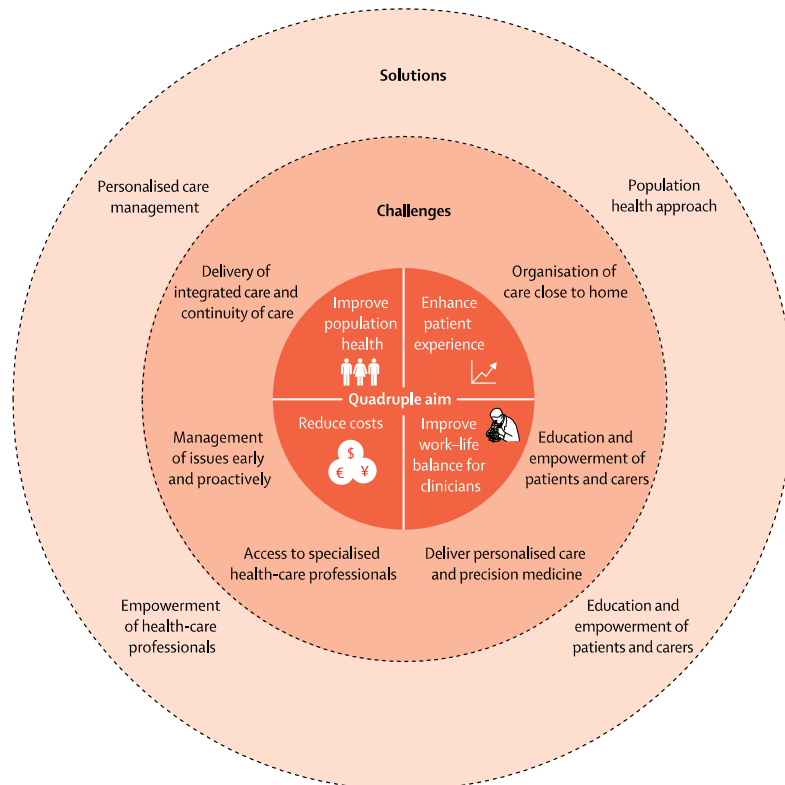 Solutions
Personalised care
management
Population
health approach
Challenges
Delivery of
integrated care and
continuity of care
Organisation of
care close to home
Improve
population
health
Enhance
patient
experience
Quadruple aim
Reduce costs
$
€
¥
Improve
work–life
balance for
clinicians
Management
of issues early
and proactively
Education and
empowerment of
patients and carers
Access to specialised
health-care professionals
Deliver personalised care
and precision medicine
Empowerment
of health-care
professionals
Education and
empowerment of
patients and carers